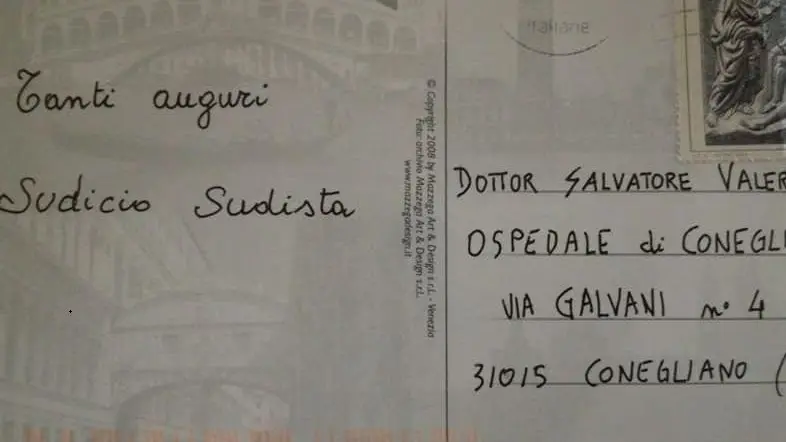 Tanti auguri
Sudicio Sudista
© Copyright 2008 by Mazzega Art & Design s.r.l. - Venezia
Foto: archivio Mazzega Art & Design s.r.l.
www.mazzegadesign.it
italiane
DOTTOR SALVATORE VALER
OSPEDALE di CONEGLI
VIA GALVANI n° 4
31015 CONEGLIANO (